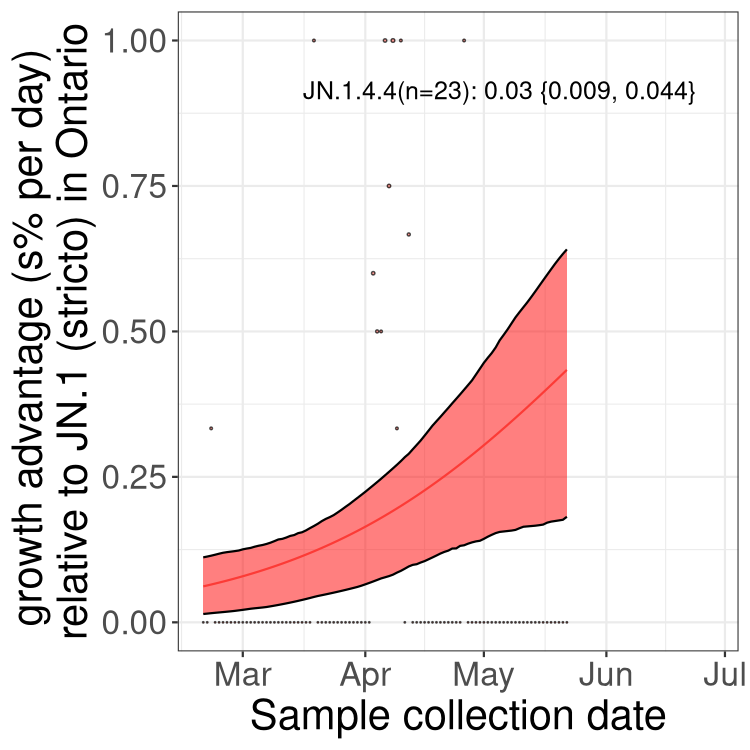 growth advantage (s% per day)
relative to JN.1 (stricto) in Ontario
1.00
0.75
0.50
0.25
0.00
JN.1.4.4(n=23): 0.03 {0.009, 0.044}
Mar Apr May Jun Jul
Sample collection date